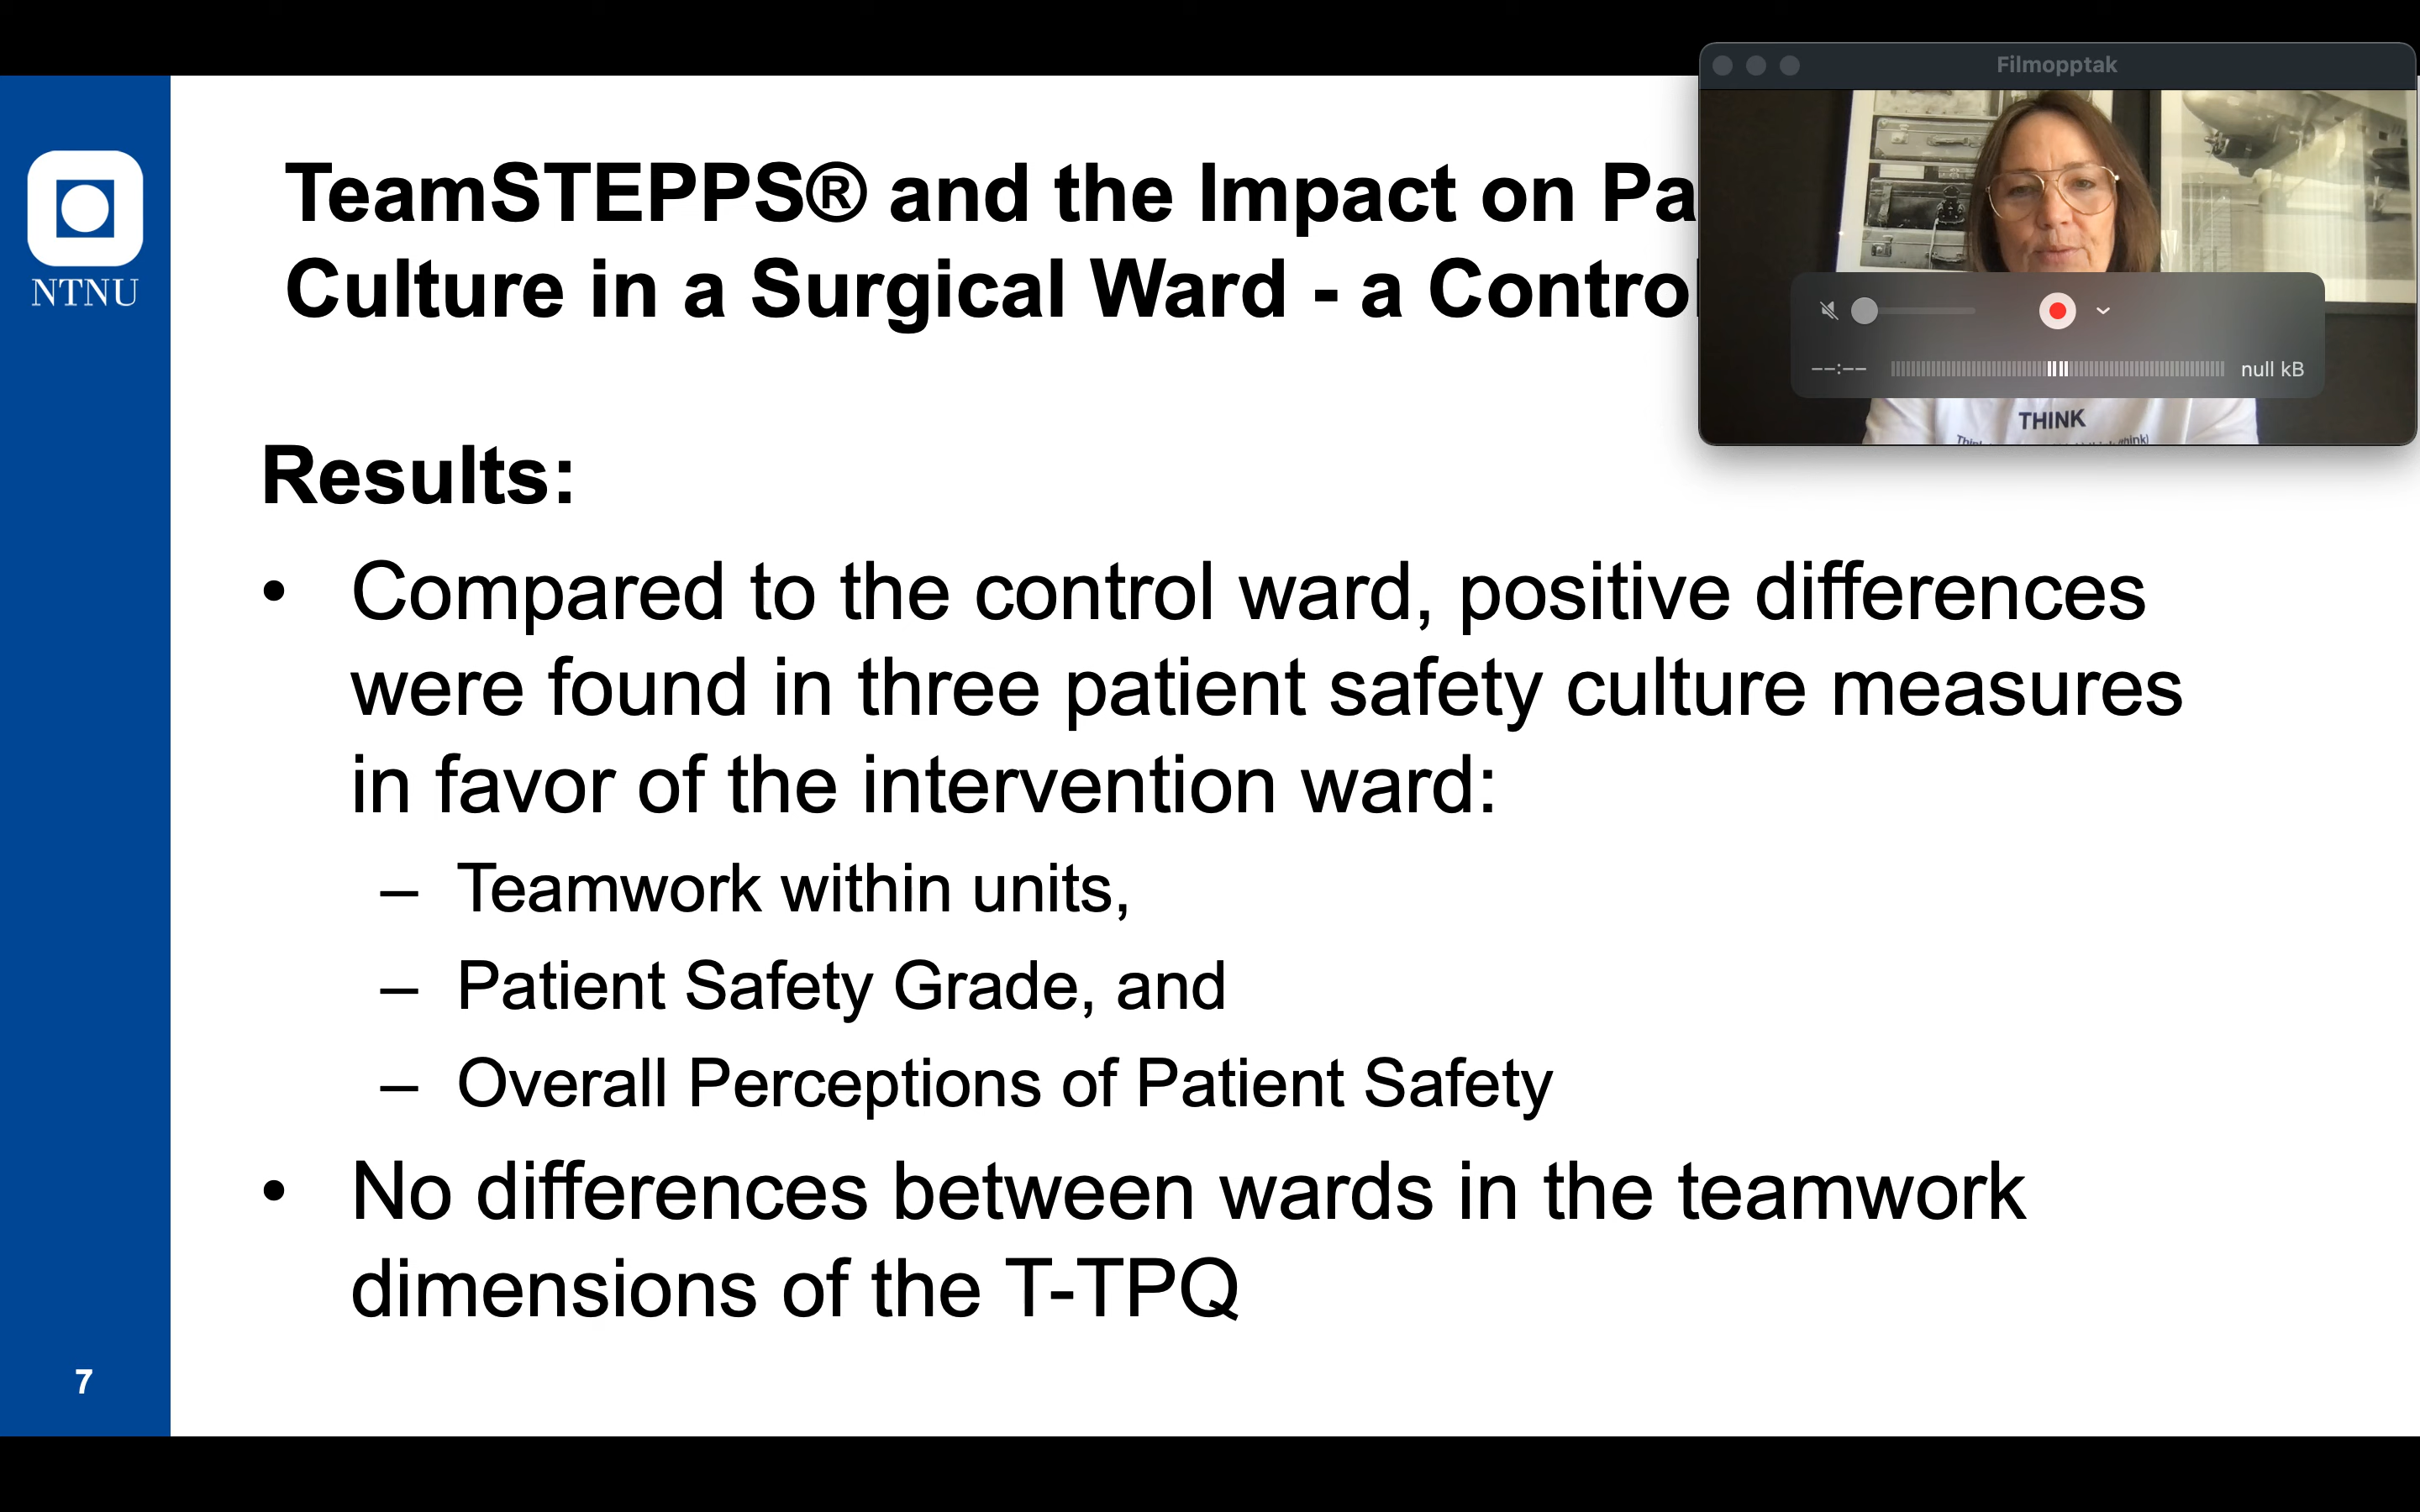 Filmopptak
TeamSTEPPS® and the Impact on Pa
Culture in a Surgical Ward - a Contro
NTNU
--:--
null kB
THINK
Results:
• Compared to the control ward, positive differences
were found in three patient safety culture measures
in favor of the intervention ward:
– Teamwork within units,
– Patient Safety Grade, and
– Overall Perceptions of Patient Safety
• No differences between wards in the teamwork
dimensions of the T-TPQ
7